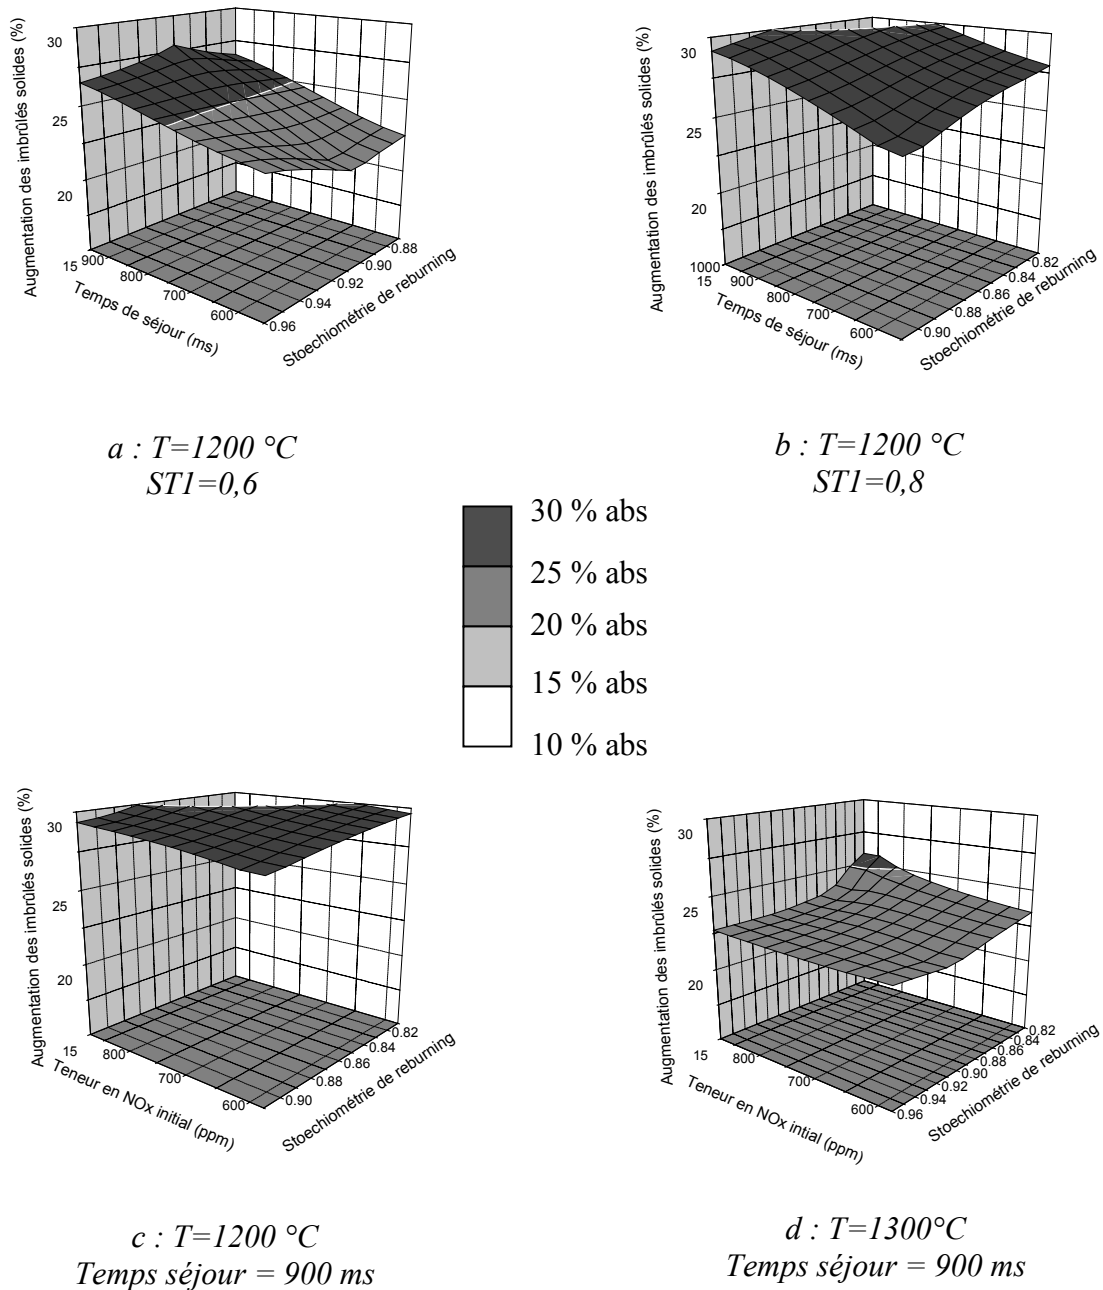 Augmentation des imbrûlés solides (%)
30
25
20
15
900
800
700
600
Temps de séjour (ms)
0.88
0.90
0.92
0.94
0.96
Stoechiométrie de reburning
a : T=1200 °C
ST1=0,6
Augmentation des imbrûlés solides (%)
30
25
20
15
1000
900
800
700
600
Temps de séjour (ms)
0.82
0.84
0.86
0.88
0.90
Stoechiométrie de reburning
b : T=1200 °C
ST1=0,8
30 % abs
25 % abs
20 % abs
15 % abs
10 % abs
Augmentation des imbrûlés solides (%)
30
25
20
15
800
700
600
Teneur en NOx initial (ppm)
0.82
0.84
0.86
0.88
0.90
Stoechiométrie de reburning
c : T=1200 °C
Temps séjour = 900 ms
Augmentation des imbrûlés solides (%)
30
25
20
15
800
700
600
Teneur en NOx intial (ppm)
0.82
0.84
0.86
0.88
0.90
0.92
0.94
0.96
Stoechiométrie de reburning
d : T=1300°C
Temps séjour = 900 ms